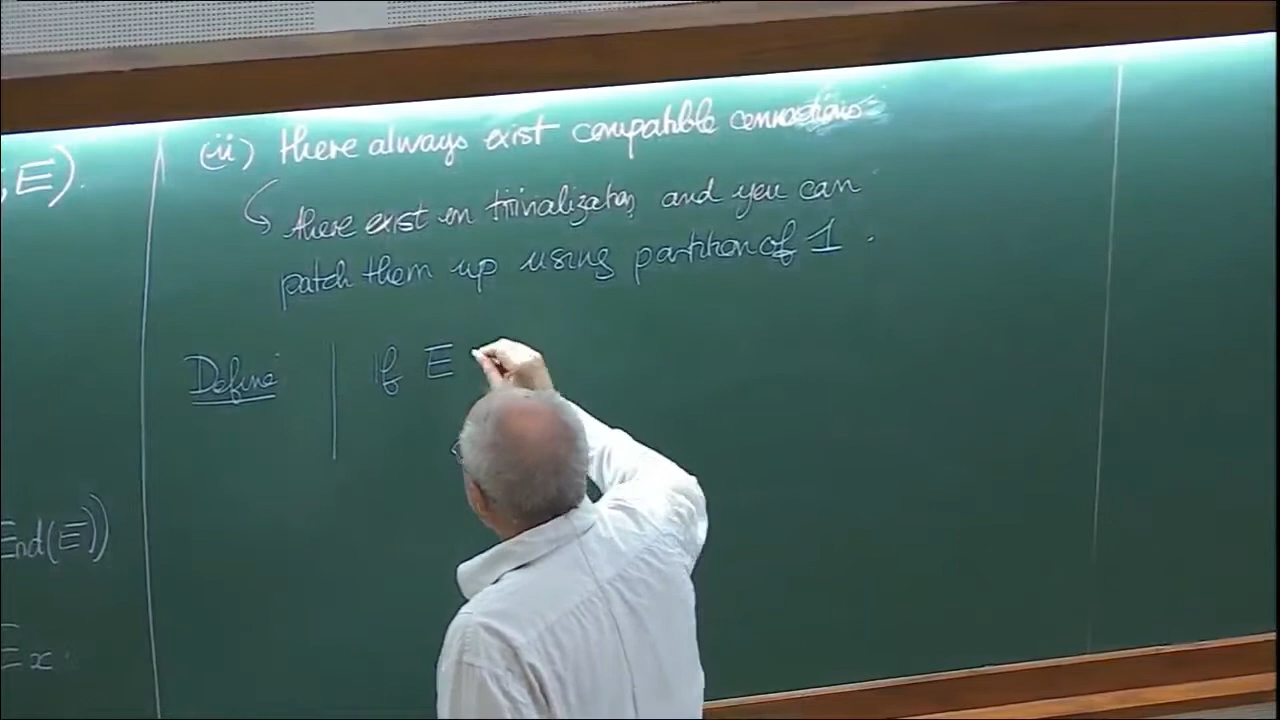 , E).
End(E))
E x.
(ii) there always exist compatible connections
there exist on trivialization, and you can
patch them up using partition of 1.
Define If E